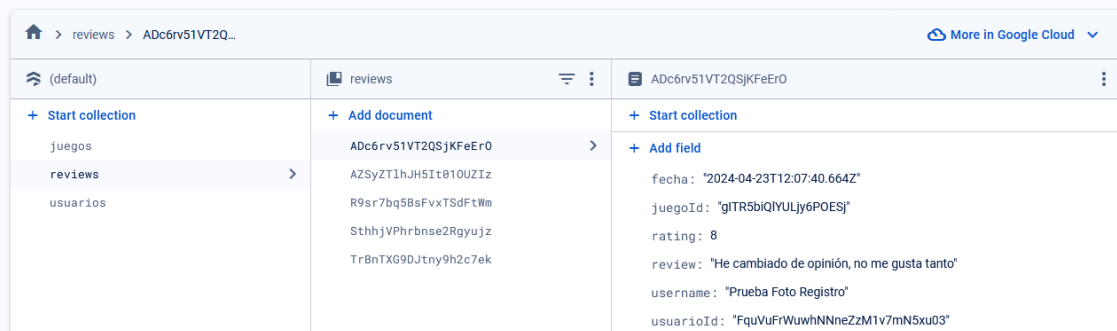 reviews ADc6rv51VT2Q... More in Google Cloud
(default)
Start collection
juegos
reviews
usuarios
reviews
Add document
ADc6rv51VT2QSjKFeErO
AZSyZTlhJH5It01OUZIz
R9sr7bq5BsFvxTSdFtWm
SthhjVPhrbnse2Rgyujz
TrBnTXG9DJtny9h2c7ek
ADc6rv51VT2QSjKFeErO
Start collection
Add field
fecha: "2024-04-23T12:07:40.664Z"
juegoId: "gITR5biQlYULjy6POESj"
rating: 8
review: "He cambiado de opinión, no me gusta tanto"
username: "Prueba Foto Registro"
usuarioId: "FquVuFrWuwhNNneZzM1v7mN5xu03"